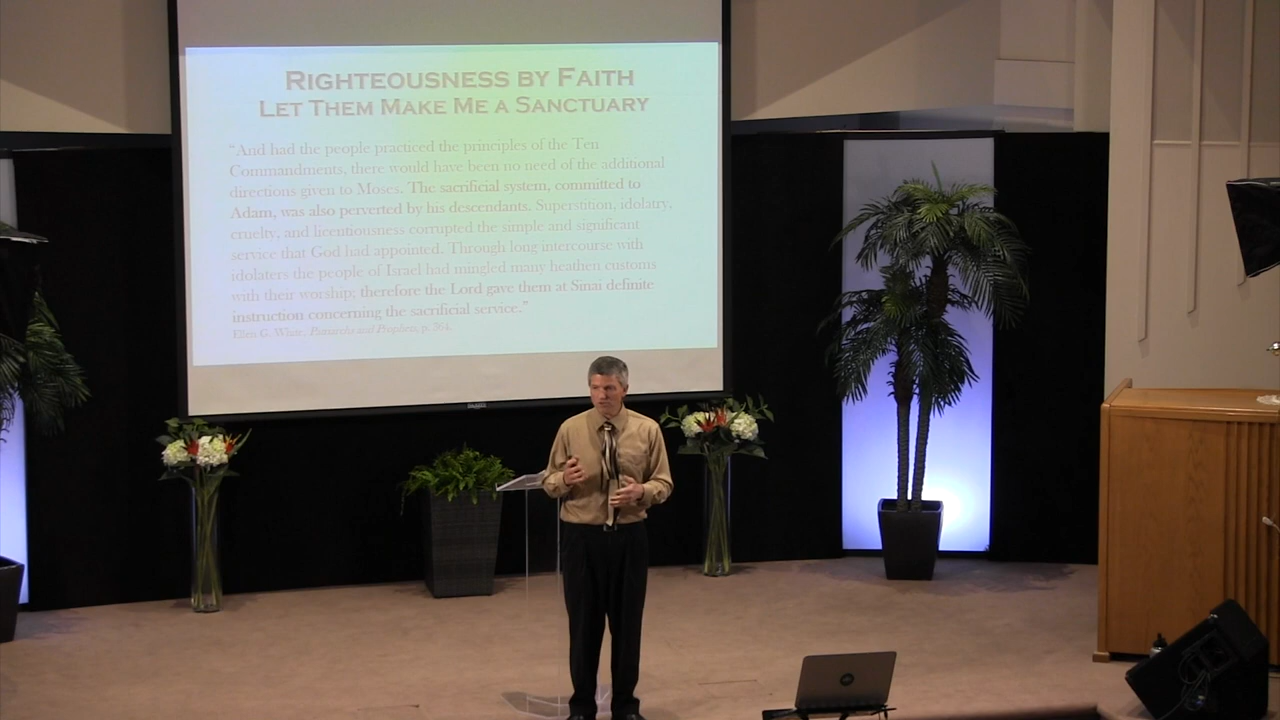 RIGHTEOUSNESS BY FAITH
LET THEM MAKE ME A SANCTUARY
“And had the people practiced the principles of the Ten
Commandments, there would have been no need of the additional
directions given to Moses. The sacrificial system, committed to
Adam, was also perverted by his descendants. Superstition, idolatry,
cruelty, and licentiousness corrupted the simple and significant
service that God had appointed. Through long intercourse with
idolaters the people of Israel had mingled many heathen customs
with their worship; therefore the Lord gave them at Sinai definite
instruction concerning the sacrificial service.”
Ellen G. White, Patriarchs and Prophets, p. 364.